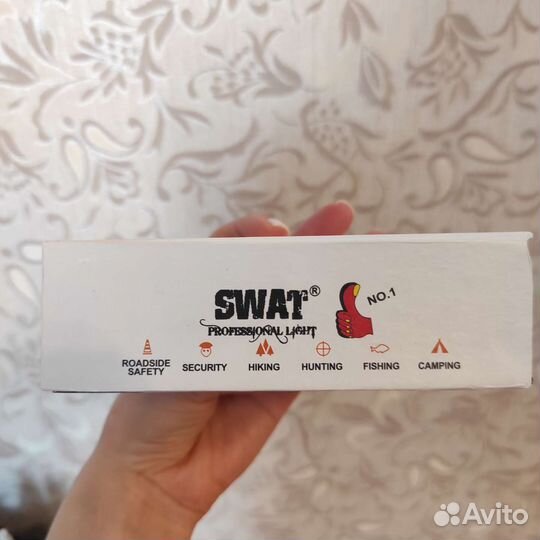 SWAT®
PROFESSIONAL LIGHT
NO.1
ROADSIDE SAFETY
SECURITY
HIKING
HUNTING
FISHING
CAMPING
Avito